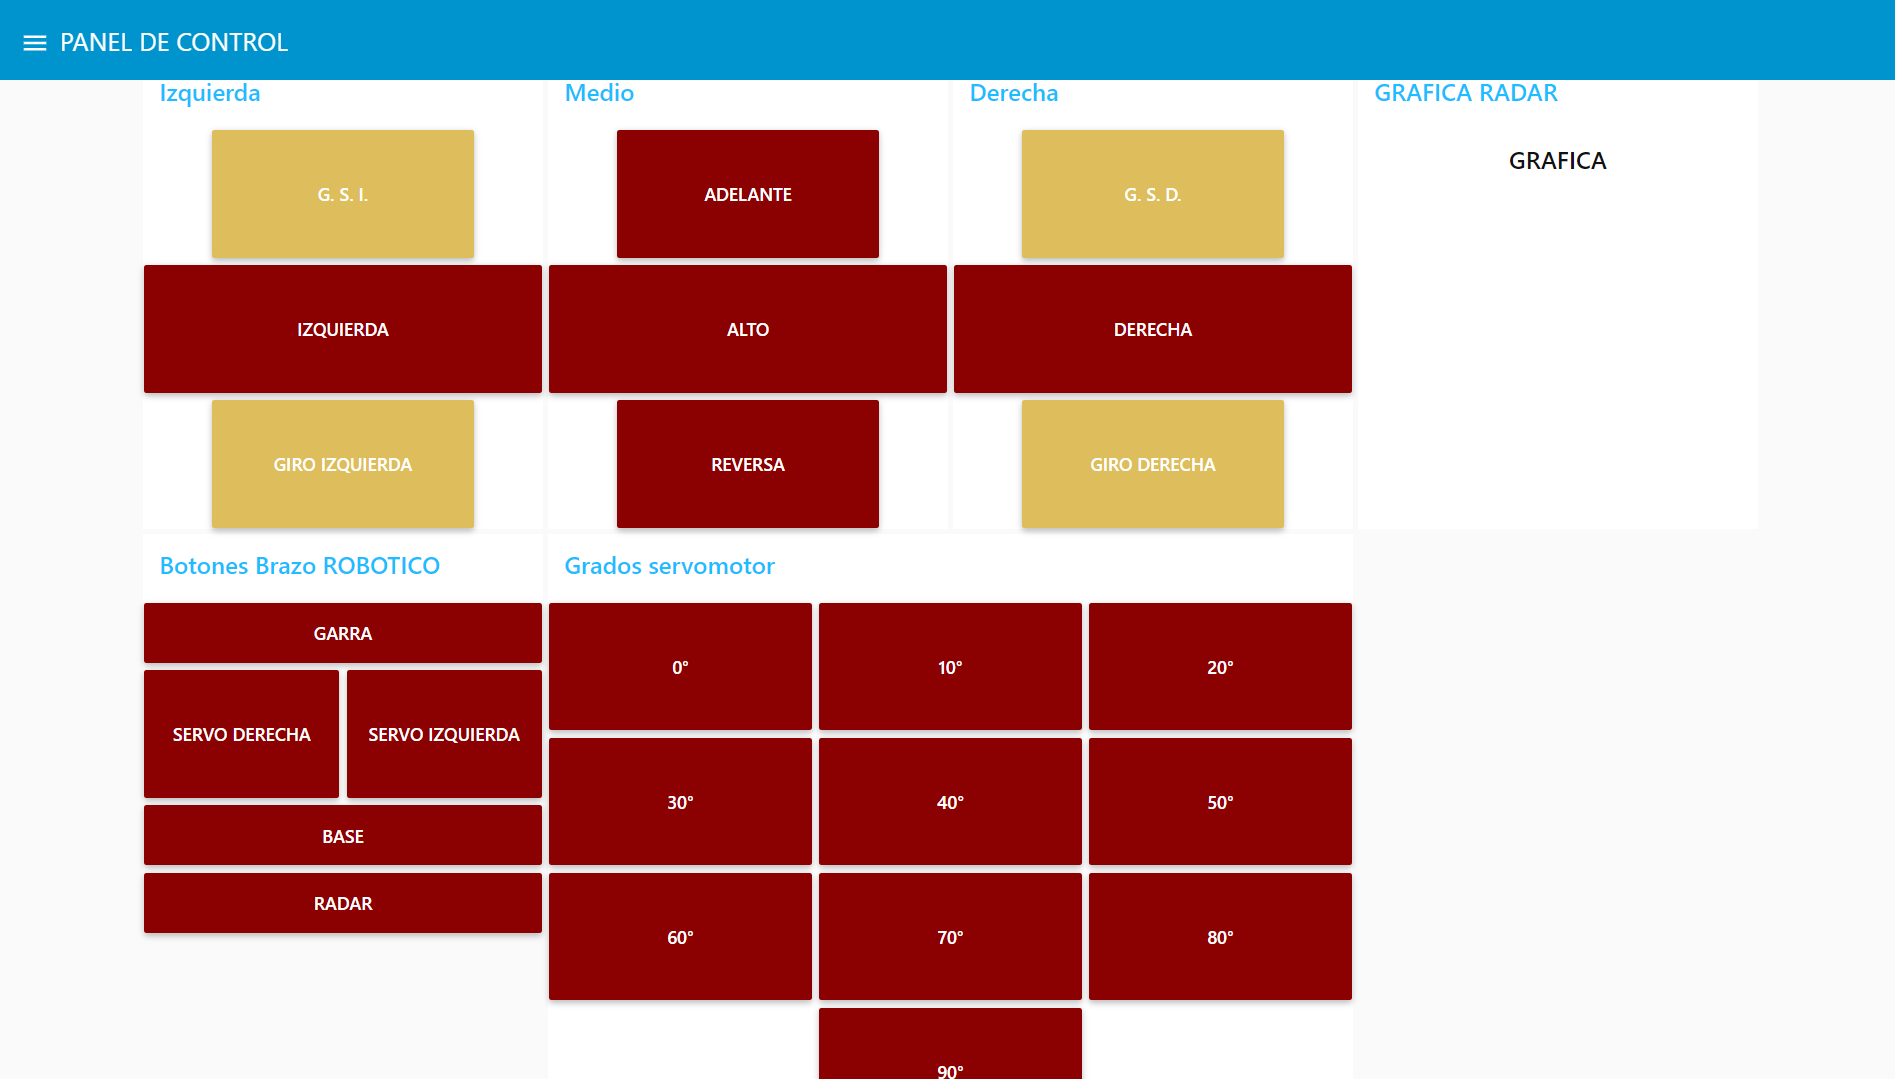 PANEL DE CONTROL
Izquierda
G. S. I.
IZQUIERDA
GIRO IZQUIERDA
Medio
ADELANTE
ALTO
REVERSA
Derecha
G. S. D.
DERECHA
GIRO DERECHA
GRAFICA RADAR
GRAFICA
Botones Brazo ROBOTICO
GARRA
SERVO DERECHA
SERVO IZQUIERDA
BASE
RADAR
Grados servomotor
0°
10°
20°
30°
40°
50°
60°
70°
80°
90°